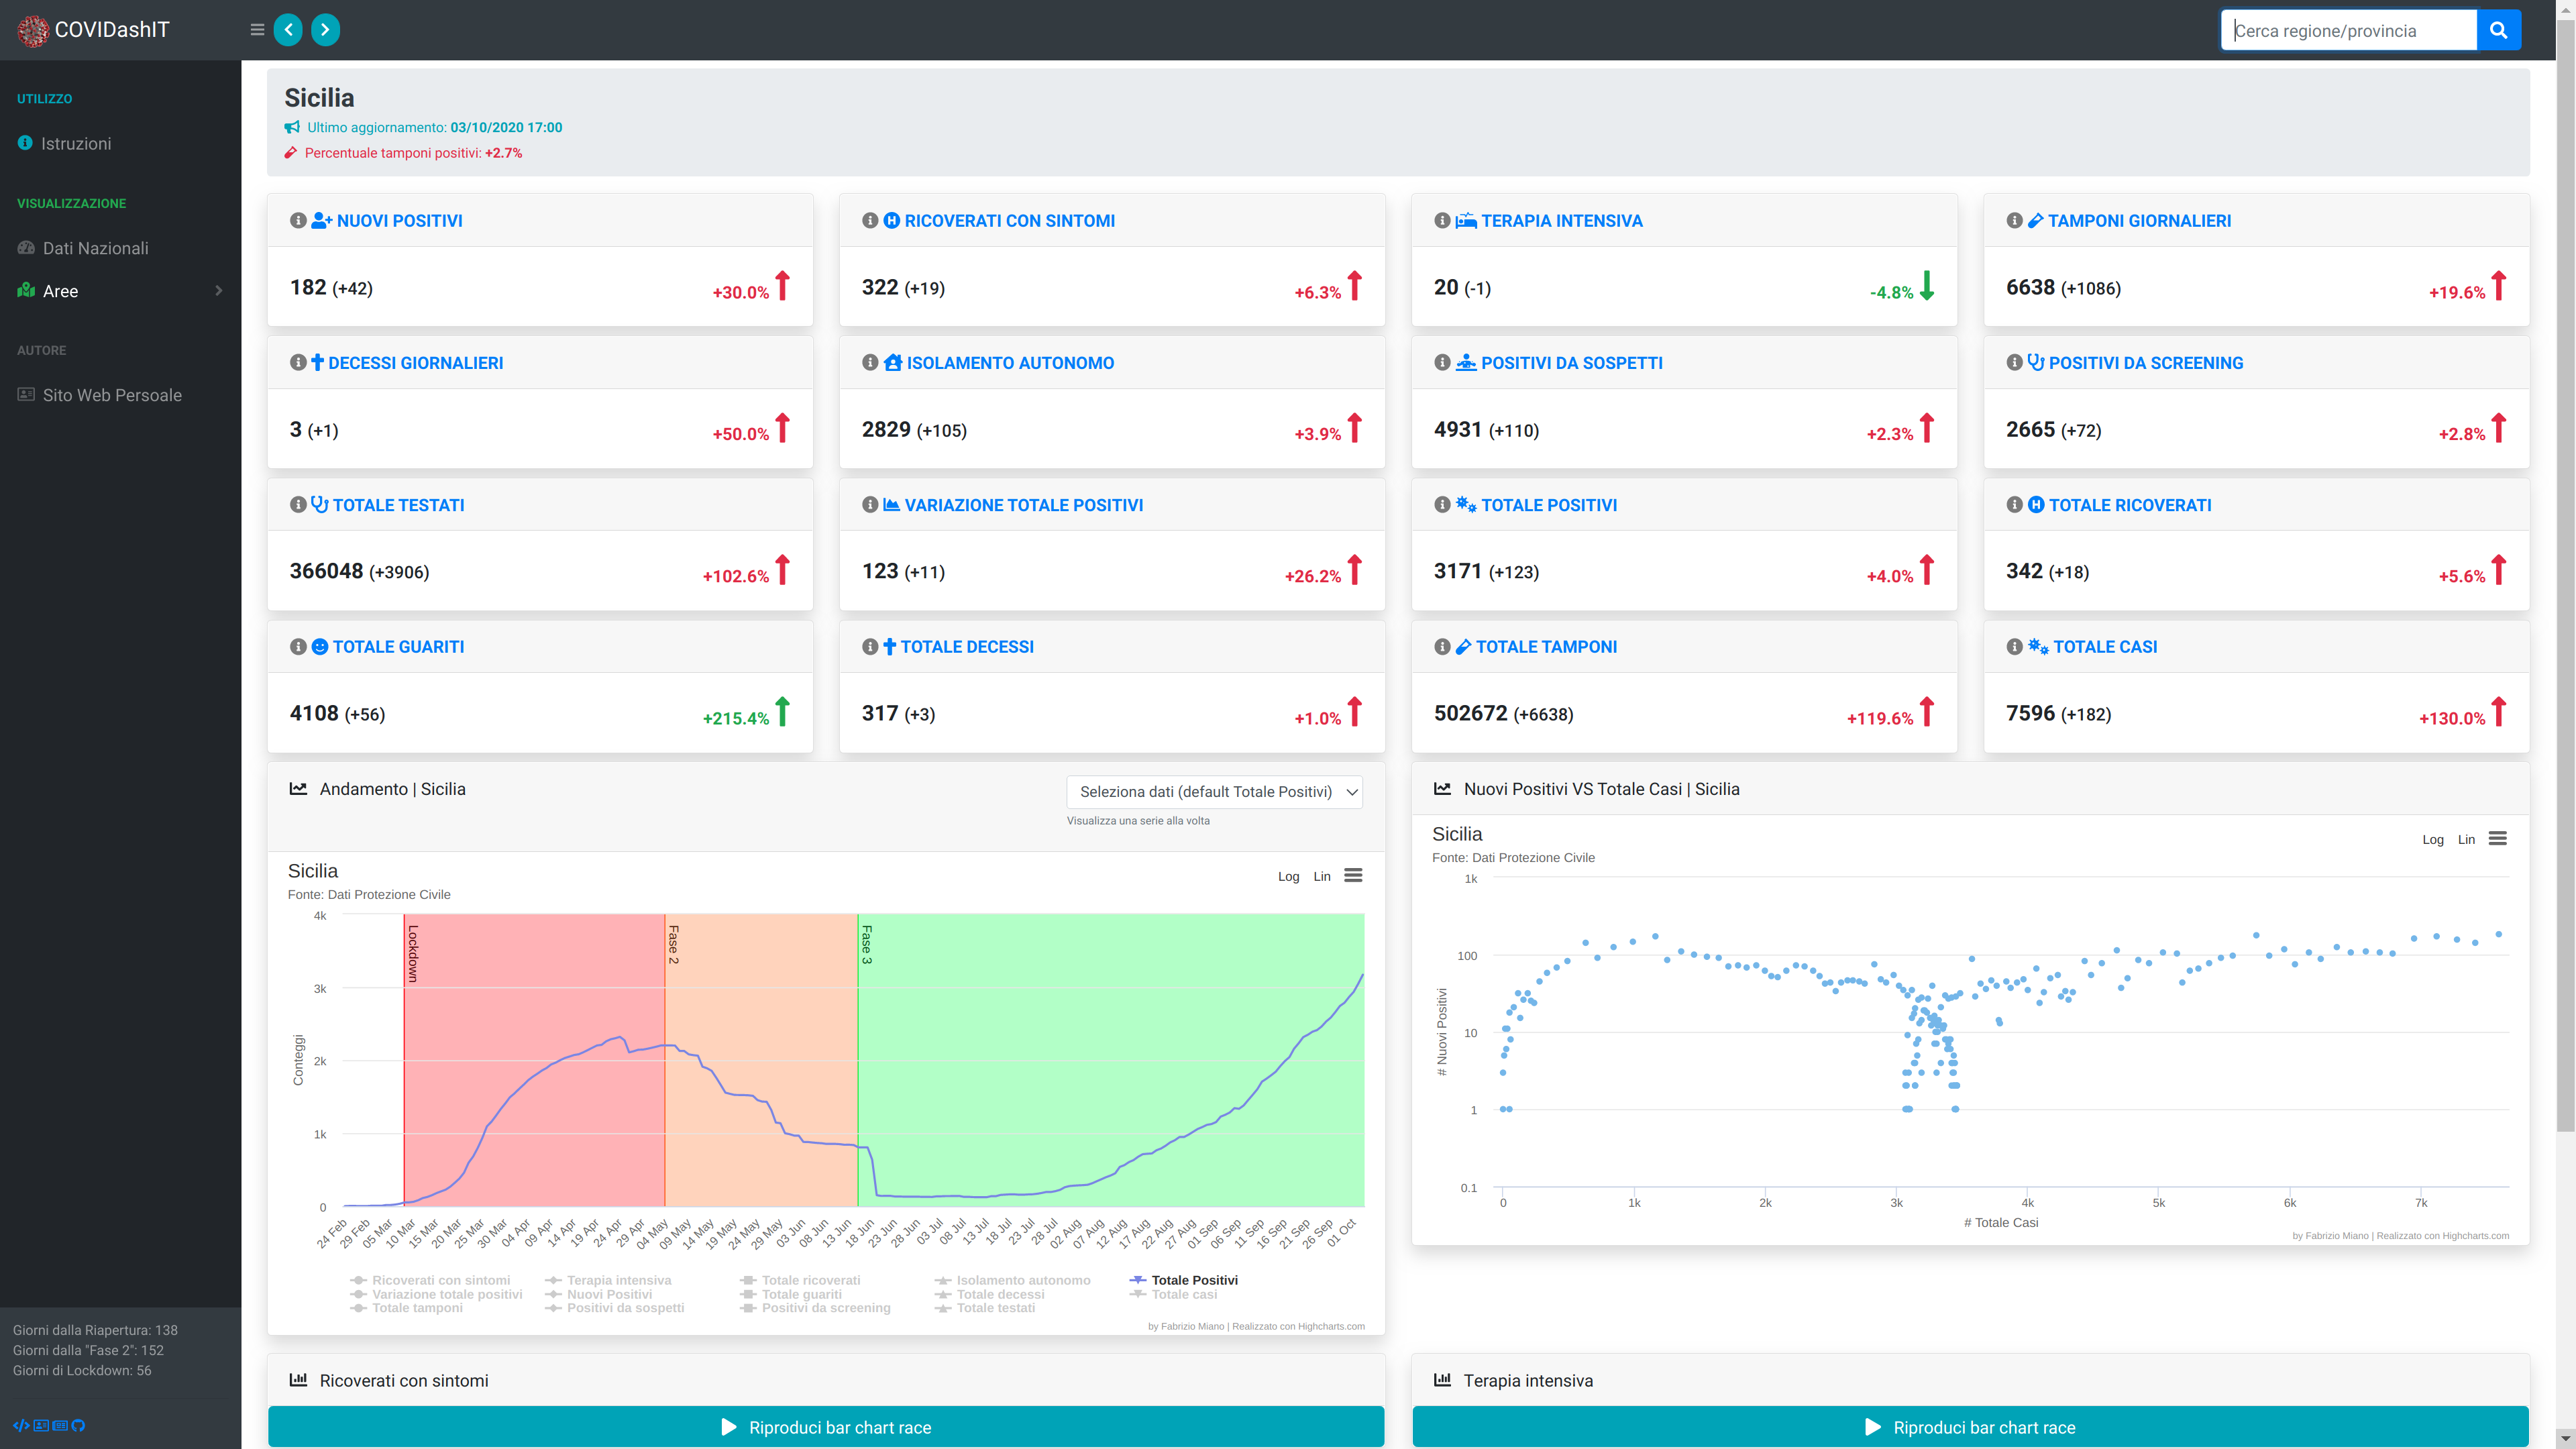 COVIDashIT
Cerca regione/provincia
UTILIZZO
Istruzioni
VISUALIZZAZIONE
Dati Nazionali
Aree
AUTORE
Sito Web Persoale
Giorni dalla Riapertura: 138
Giorni dalla "Fase 2": 152
Giorni di Lockdown: 56
Sicilia
Ultimo aggiornamento: 03/10/2020 17:00
Percentuale tamponi positivi: +2.7%
NUOVI POSITIVI
182 (+42) +30.0%
RICOVERATI CON SINTOMI
322 (+19) +6.3%
TERAPIA INTENSIVA
20 (-1) -4.8%
TAMPONI GIORNALIERI
6638 (+1086) +19.6%
DECESSI GIORNALIERI
3 (+1) +50.0%
ISOLAMENTO AUTONOMO
2829 (+105) +3.9%
POSITIVI DA SOSPETTI
4931 (+110) +2.3%
POSITIVI DA SCREENING
2665 (+72) +2.8%
TOTALE TESTATI
366048 (+3906) +102.6%
VARIAZIONE TOTALE POSITIVI
123 (+11) +26.2%
TOTALE POSITIVI
3171 (+123) +4.0%
TOTALE RICOVERATI
342 (+18) +5.6%
TOTALE GUARITI
4108 (+56) +215.4%
TOTALE DECESSI
317 (+3) +1.0%
TOTALE TAMPONI
502672 (+6638) +119.6%
TOTALE CASI
7596 (+182) +130.0%
Andamento | Sicilia
Seleziona dati (default Totale Positivi)
Visualizza una serie alla volta
Sicilia
Fonte: Dati Protezione Civile
Log Lin
Conteggi
4k
3k
2k
1k
0
Lockdown
Fase 2
Fase 3
24 Feb 29 Feb 05 Mar 10 Mar 15 Mar 20 Mar 25 Mar 30 Mar 04 Apr 09 Apr 14 Apr 19 Apr 24 Apr 29 Apr 04 May 09 May 14 May 19 May 24 May 29 May 03 Jun 08 Jun 13 Jun 18 Jun 23 Jun 28 Jun 03 Jul 08 Jul 13 Jul 18 Jul 23 Jul 28 Jul 02 Aug 07 Aug 12 Aug 17 Aug 22 Aug 27 Aug 01 Sep 06 Sep 11 Sep 16 Sep 21 Sep 26 Sep 01 Oct
Ricoverati con sintomi Terapia intensiva Totale ricoverati Isolamento autonomo Totale Positivi
Variazione totale positivi Nuovi Positivi Totale guariti Totale decessi Totale casi
Totale tamponi Positivi da sospetti Positivi da screening Totale testati
by Fabrizio Miano | Realizzato con Highcharts.com
Nuovi Positivi VS Totale Casi | Sicilia
Sicilia
Fonte: Dati Protezione Civile
Log Lin
# Nuovi Positivi
1k
100
10
1
0.1
0 1k 2k 3k 4k 5k 6k 7k
# Totale Casi
by Fabrizio Miano | Realizzato con Highcharts.com
Ricoverati con sintomi
Riproduci bar chart race
Terapia intensiva
Riproduci bar chart race